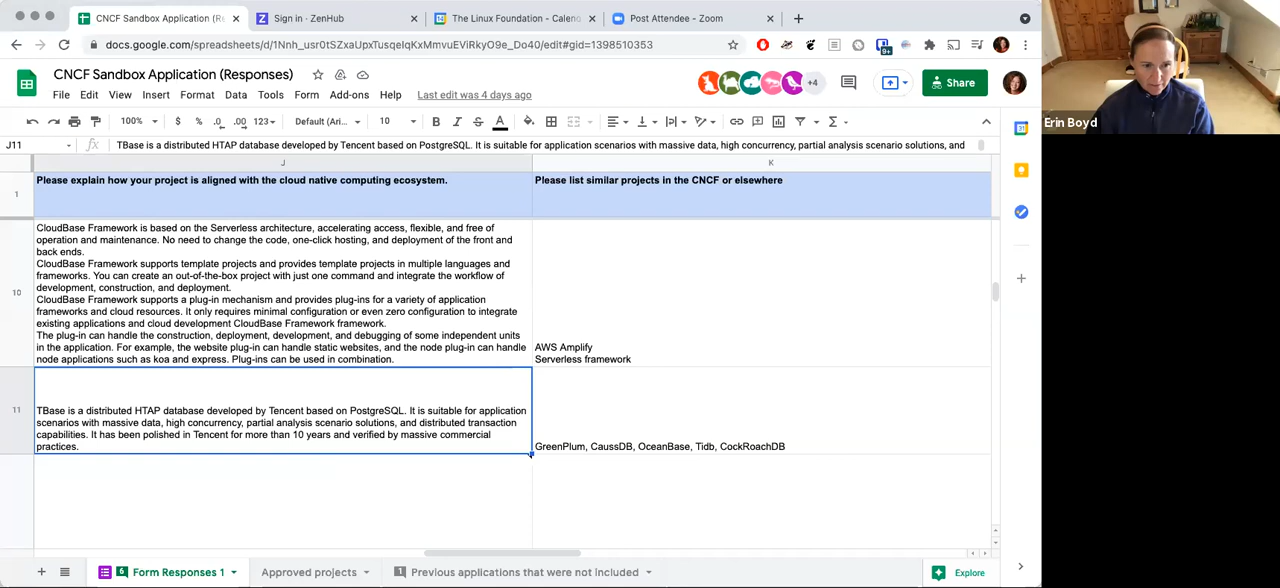 CNCF Sandbox Application (Re
Sign in · ZenHub
The Linux Foundation - Calend
Post Attendee - Zoom
docs.google.com/spreadsheets/d/1Nnh_usr0tSZxaUpxTusqeIqKxMmvuEViRkyO9e_Do40/edit#gid=1398510353
9+
CNCF Sandbox Application (Responses)
+4
Share
File Edit View Insert Format Data Tools Form Add-ons Help Last edit was 4 days ago
100% $ % .0 .00 123 Default (Ari... 10 B I S A
J11 fx TBase is a distributed HTAP database developed by Tencent based on PostgreSQL. It is suitable for application scenarios with massive data, high concurrency, partial analysis scenario solutions, and
J K
1
Please explain how your project is aligned with the cloud native computing ecosystem.
Please list similar projects in the CNCF or elsewhere
10
CloudBase Framework is based on the Serverless architecture, accelerating access, flexible, and free of
operation and maintenance. No need to change the code, one-click hosting, and deployment of the front and
back ends.
CloudBase Framework supports template projects and provides template projects in multiple languages and
frameworks. You can create an out-of-the-box project with just one command and integrate the workflow of
development, construction, and deployment.
CloudBase Framework supports a plug-in mechanism and provides plug-ins for a variety of application
frameworks and cloud resources. It only requires minimal configuration or even zero configuration to integrate
existing applications and cloud development CloudBase Framework framework.
The plug-in can handle the construction, deployment, development, and debugging of some independent units
in the application. For example, the website plug-in can handle static websites, and the node plug-in can handle
node applications such as koa and express. Plug-ins can be used in combination.
AWS Amplify
Serverless framework
11
TBase is a distributed HTAP database developed by Tencent based on PostgreSQL. It is suitable for application
scenarios with massive data, high concurrency, partial analysis scenario solutions, and distributed transaction
capabilities. It has been polished in Tencent for more than 10 years and verified by massive commercial
practices.
GreenPlum, CaussDB, OceanBase, Tidb, CockRoachDB
6 Form Responses 1
Approved projects
1 Previous applications that were not included
Explore
Erin Boyd